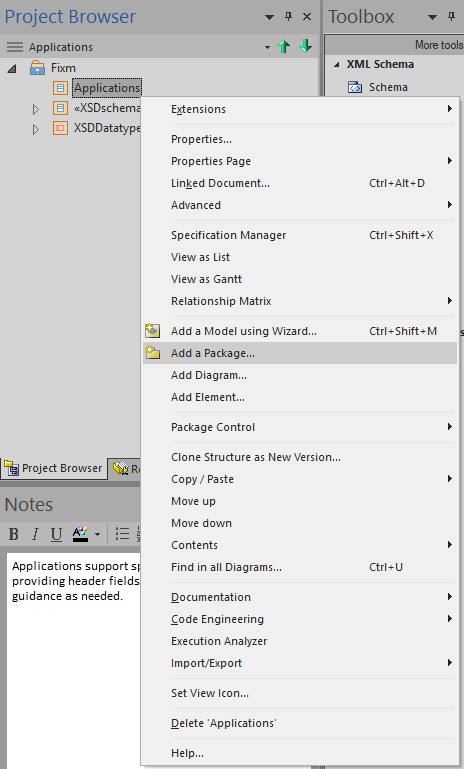 Project Browser
Toolbox
Applications
More tools
Fixm
XML Schema
Applications
Schema
«XSDschema
XSDDatatype
Extensions
Properties...
Properties Page
Linked Document... Ctrl+Alt+D
Advanced
Specification Manager Ctrl+Shift+X
View as List
View as Gantt
Relationship Matrix
Add a Model using Wizard... Ctrl+Shift+M
Add a Package...
Add Diagram...
Add Element...
Package Control
Clone Structure as New Version...
Copy / Paste
Move up
Move down
Contents
Find in all Diagrams... Ctrl+U
Documentation
Code Engineering
Execution Analyzer
Import/Export
Set View Icon...
Delete 'Applications'
Help...
Project Browser
Notes
B I U A
Applications support
providing header fields
guidance as needed.